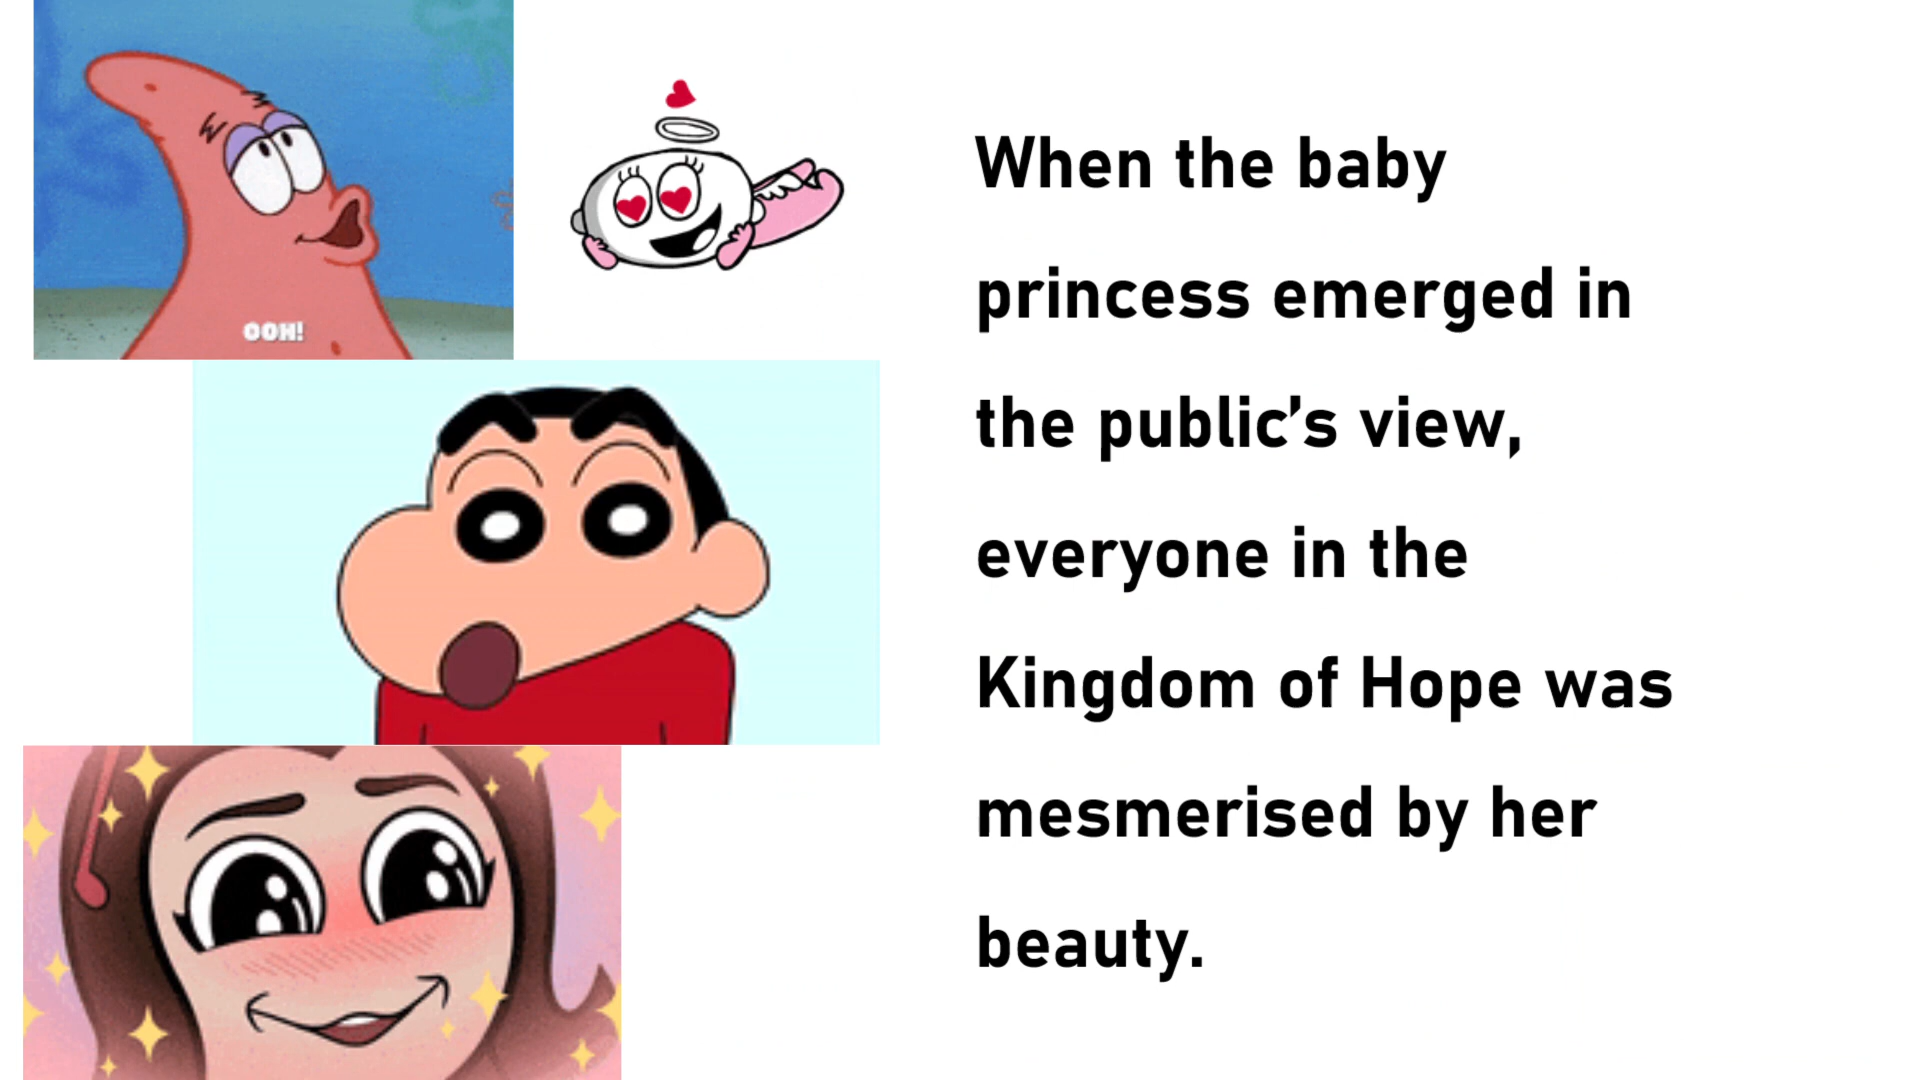 OOH!
When the baby
princess emerged in
the public’s view,
everyone in the
Kingdom of Hope was
mesmerised by her
beauty.